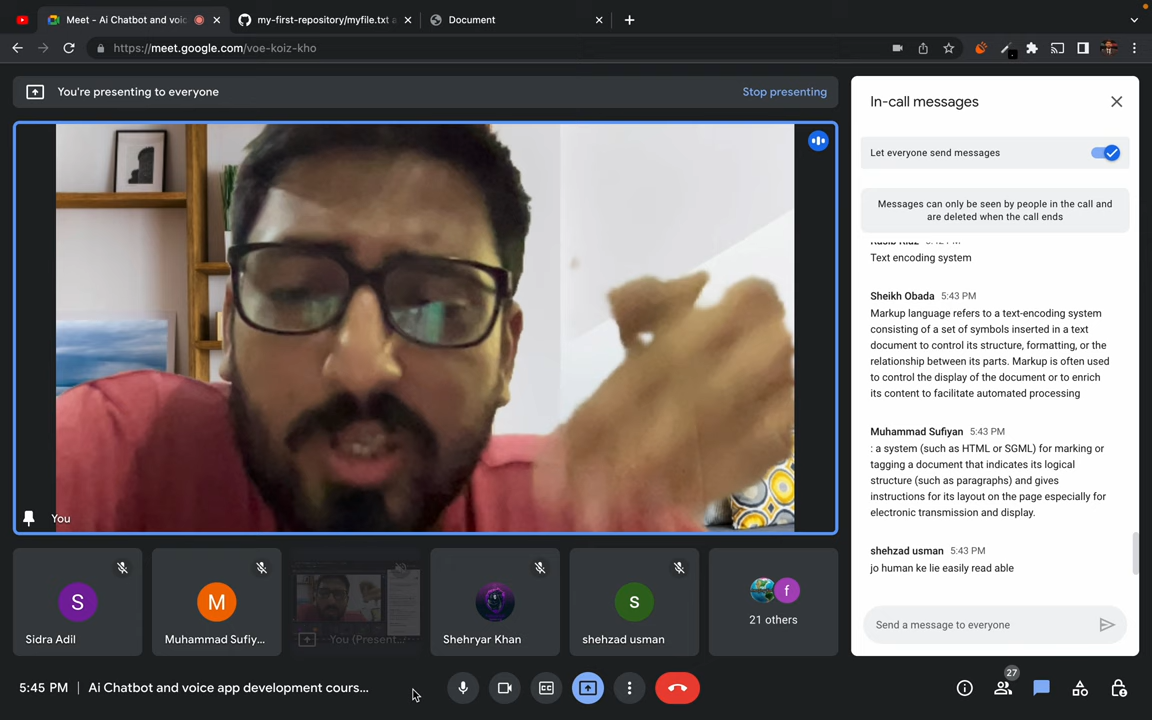 Meet - Ai Chatbot and voic
my-first-repository/myfile.txt a
Document
https://meet.google.com/voe-koiz-kho
You're presenting to everyone
Stop presenting
You
In-call messages
Let everyone send messages
Messages can only be seen by people in the call and
are deleted when the call ends
Text encoding system
Sheikh Obada 5:43 PM
Markup language refers to a text-encoding system
consisting of a set of symbols inserted in a text
document to control its structure, formatting, or the
relationship between its parts. Markup is often used
to control the display of the document or to enrich
its content to facilitate automated processing
Muhammad Sufiyan 5:43 PM
: a system (such as HTML or SGML) for marking or
tagging a document that indicates its logical
structure (such as paragraphs) and gives
instructions for its layout on the page especially for
electronic transmission and display.
shehzad usman 5:43 PM
jo human ke lie easily read able
Send a message to everyone
S
Sidra Adil
M
Muhammad Sufiy...
You (Present...
Shehryar Khan
s
shehzad usman
f
21 others
5:45 PM | Ai Chatbot and voice app development cours...
27